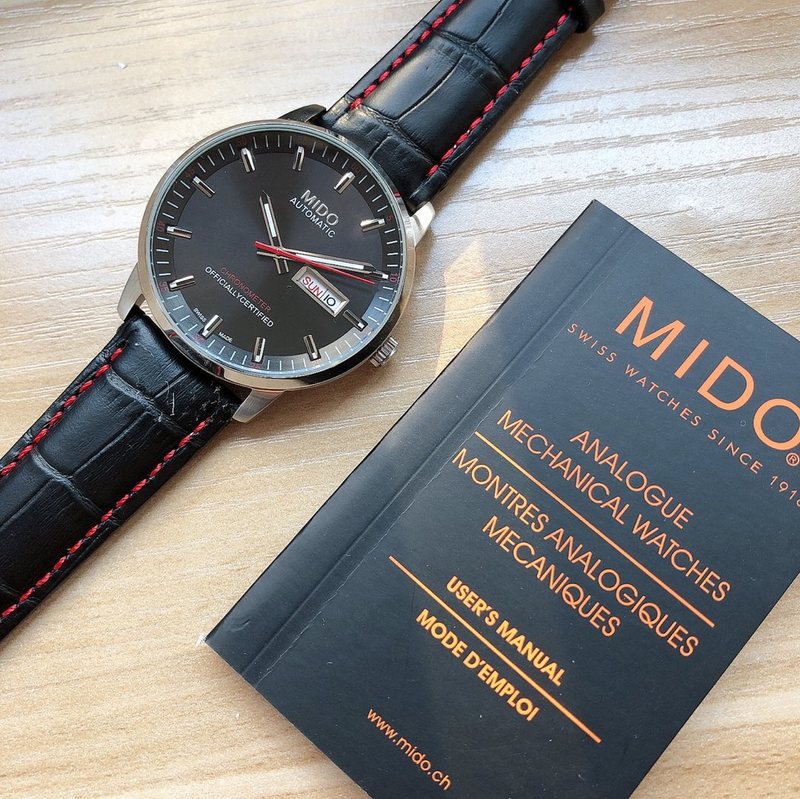 MIDO
AUTOMATIC
SUN 10
CHRONOMETER
OFFICIALLY CERTIFIED
SWISS MADE
MIDO®
SWISS WATCHES SINCE 1918
ANALOGUE
MECHANICAL WATCHES
MONTRES ANALOGIQUES
MECANIQUES
USER'S MANUAL
MODE D'EMPLOI
www.mido.ch